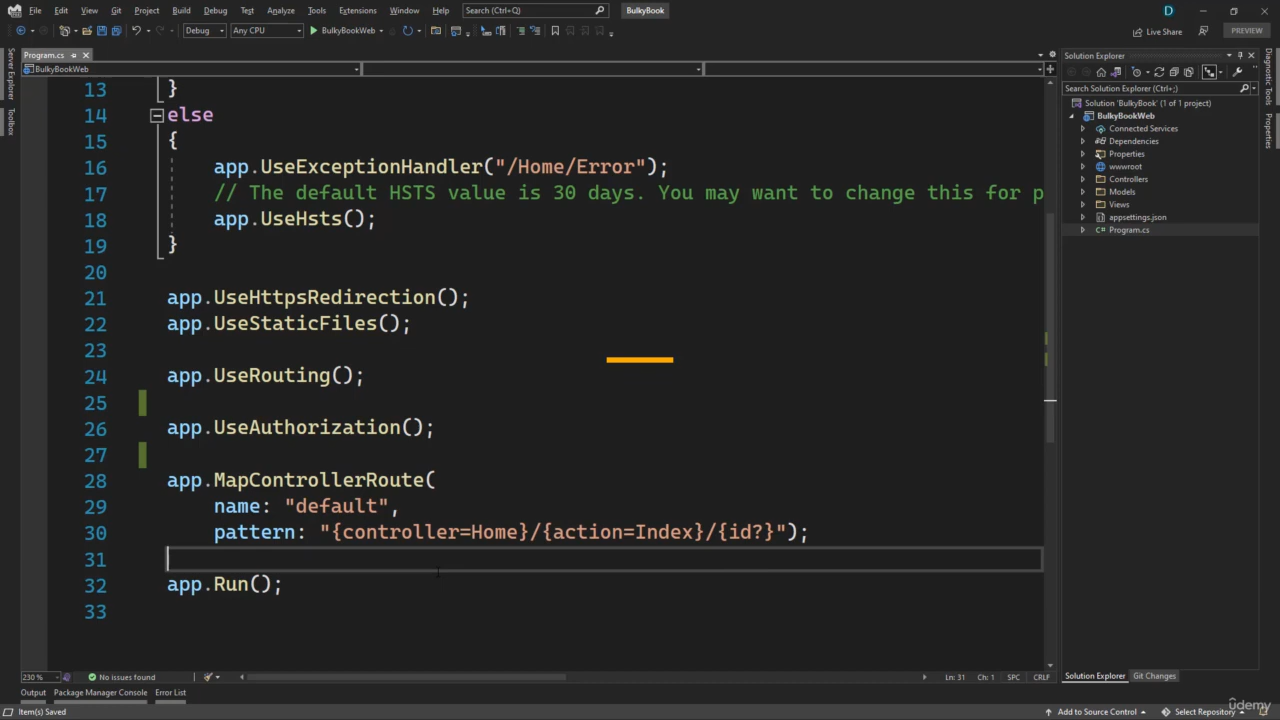 File Edit View Git Project Build Debug Test Analyze Tools Extensions Window Help Search (Ctrl+Q) BulkyBook D
Debug Any CPU BulkyBookWeb Live Share PREVIEW
Server Explorer
Toolbox
Program.cs
BulkyBookWeb
13 }
14 else
15 {
16 app.UseExceptionHandler("/Home/Error");
17 // The default HSTS value is 30 days. You may want to change this for p
18 app.UseHsts();
19 }
20
21 app.UseHttpsRedirection();
22 app.UseStaticFiles();
23
24 app.UseRouting();
25
26 app.UseAuthorization();
27
28 app.MapControllerRoute(
29 name: "default",
30 pattern: "{controller=Home}/{action=Index}/{id?}");
31
32 app.Run();
33
230 % No issues found Ln: 31 Ch: 1 SPC CRLF
Output Package Manager Console Error List
Item(s) Saved
Solution Explorer
Search Solution Explorer (Ctrl+;)
Solution 'BulkyBook' (1 of 1 project)
BulkyBookWeb
Connected Services
Dependencies
Properties
wwwroot
Controllers
Models
Views
appsettings.json
C# Program.cs
Solution Explorer Git Changes
Diagnostic Tools
Properties
Add to Source Control Select Repository
ûdemy